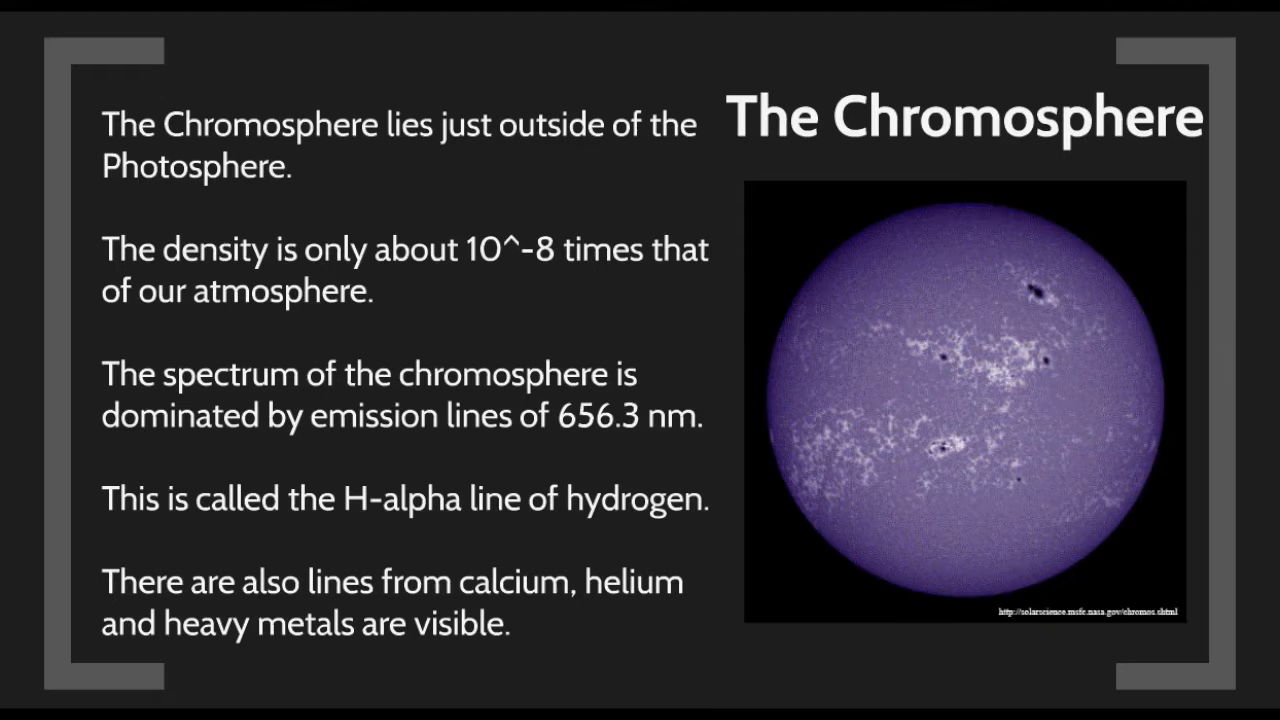 The Chromosphere
The Chromosphere lies just outside of the
Photosphere.
The density is only about 10^-8 times that
of our atmosphere.
The spectrum of the chromosphere is
dominated by emission lines of 656.3 nm.
This is called the H-alpha line of hydrogen.
There are also lines from calcium, helium
and heavy metals are visible.
http://solarscience.msfc.nasa.gov/chromos.shtml